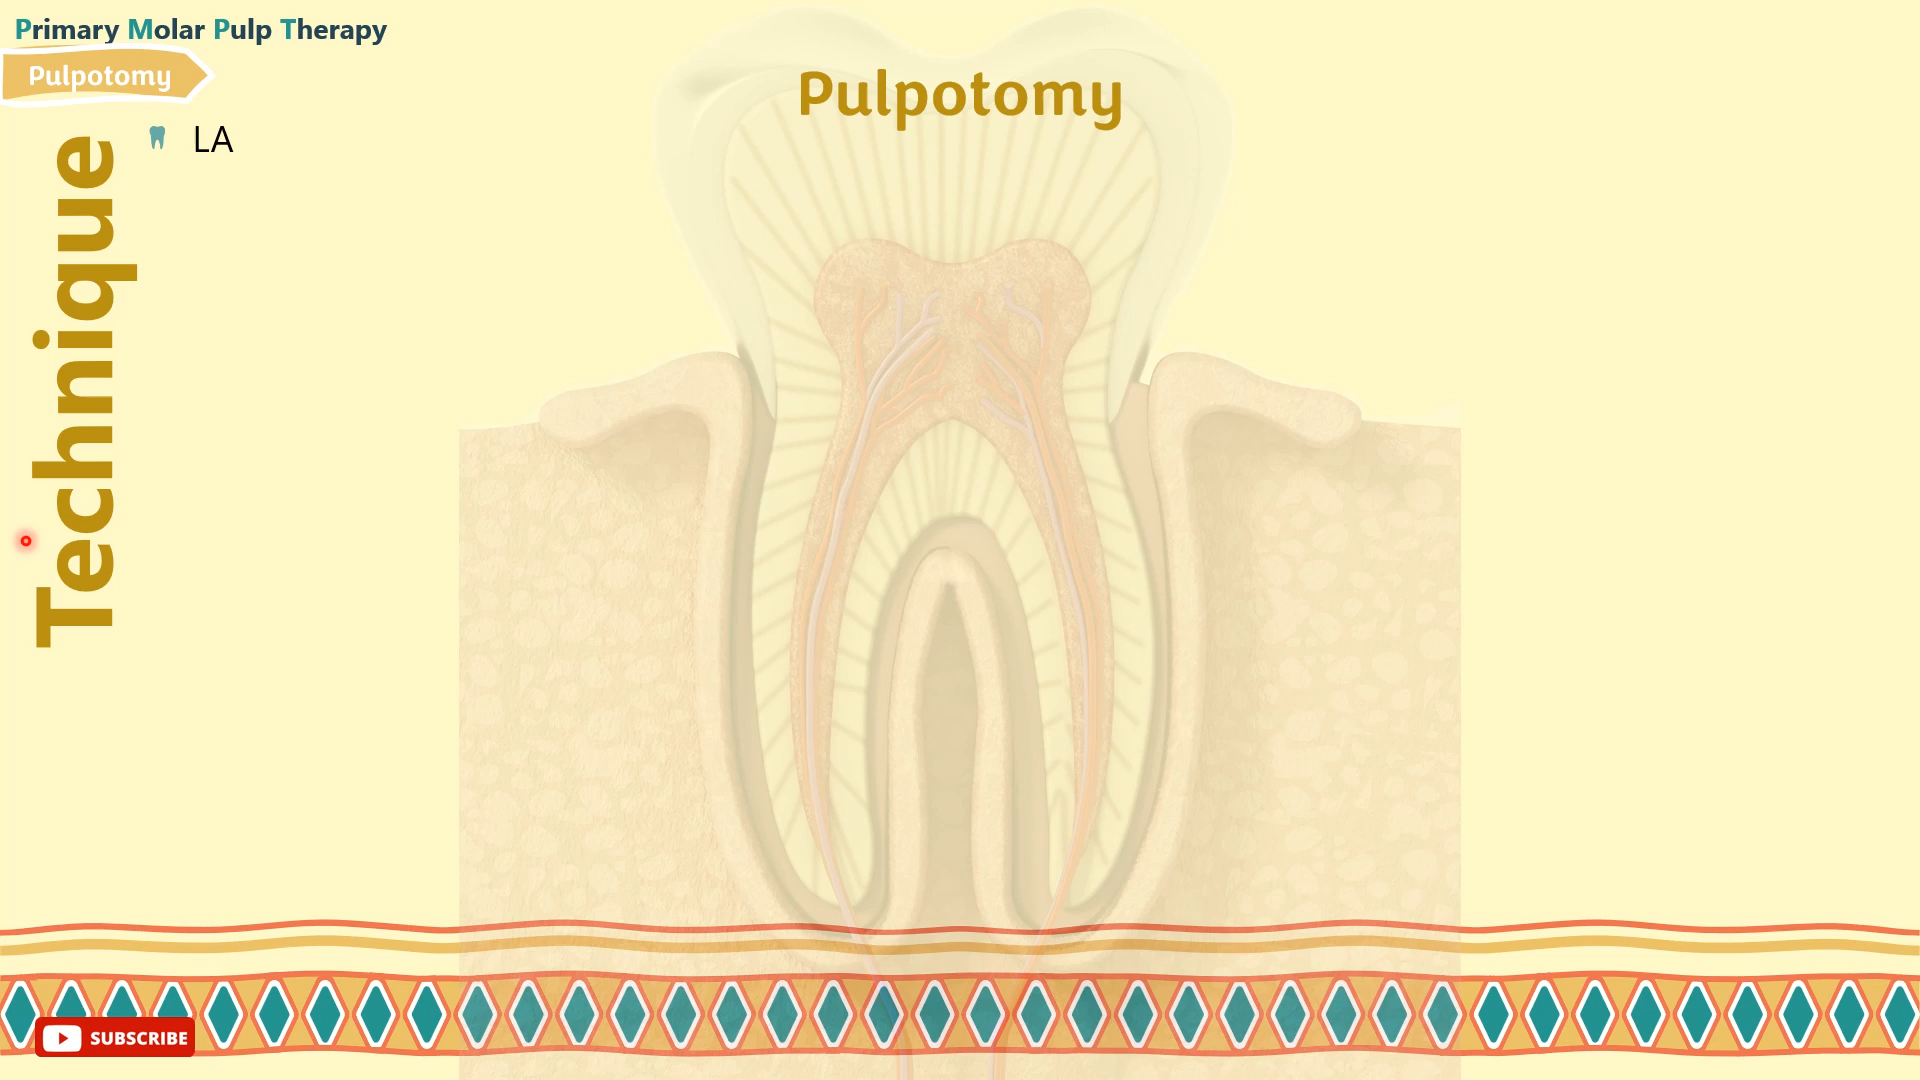 Primary Molar Pulp Therapy
Pulpotomy
Pulpotomy
LA
Technique
SUBSCRIBE